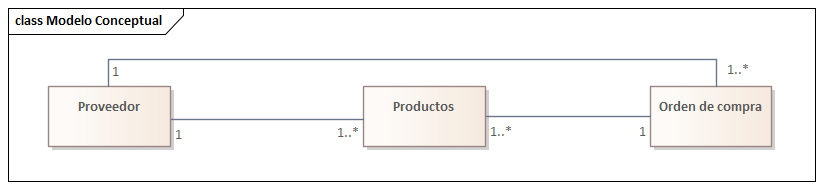 class Modelo Conceptual
1
1..*
Proveedor
Productos
Orden de compra
1
1..*
1..*
1